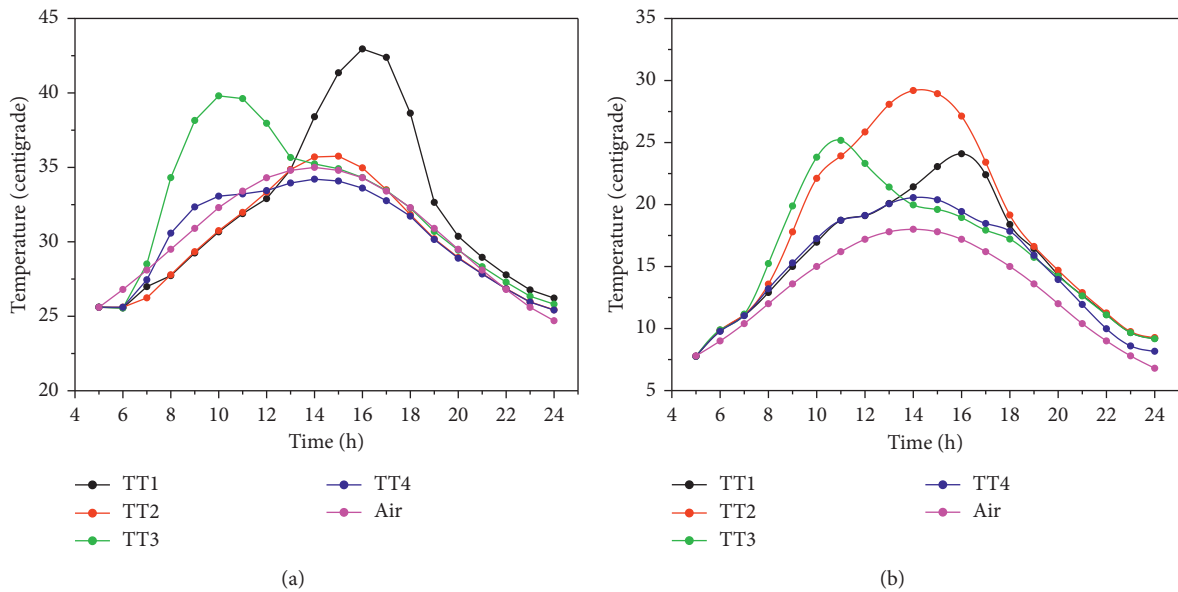 45
40
35
30
25
20
Temperature (centigrade)
4 6 8 10 12 14 16 18 20 22 24
Time (h)
TT1
TT2
TT3
TT4
Air
(a)
35
30
25
20
15
10
5
Temperature (centigrade)
4 6 8 10 12 14 16 18 20 22 24
Time (h)
TT1
TT2
TT3
TT4
Air
(b)